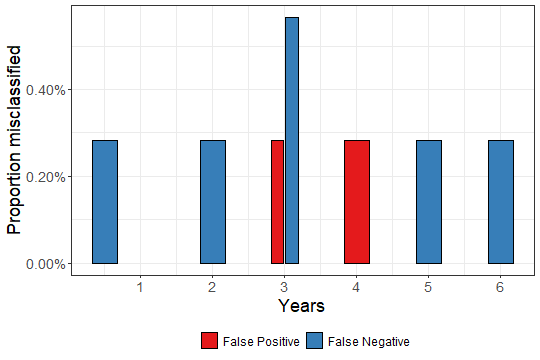 Proportion misclassified
0.40%
0.20%
0.00%
1 2 3 4 5 6
Years
False Positive False Negative